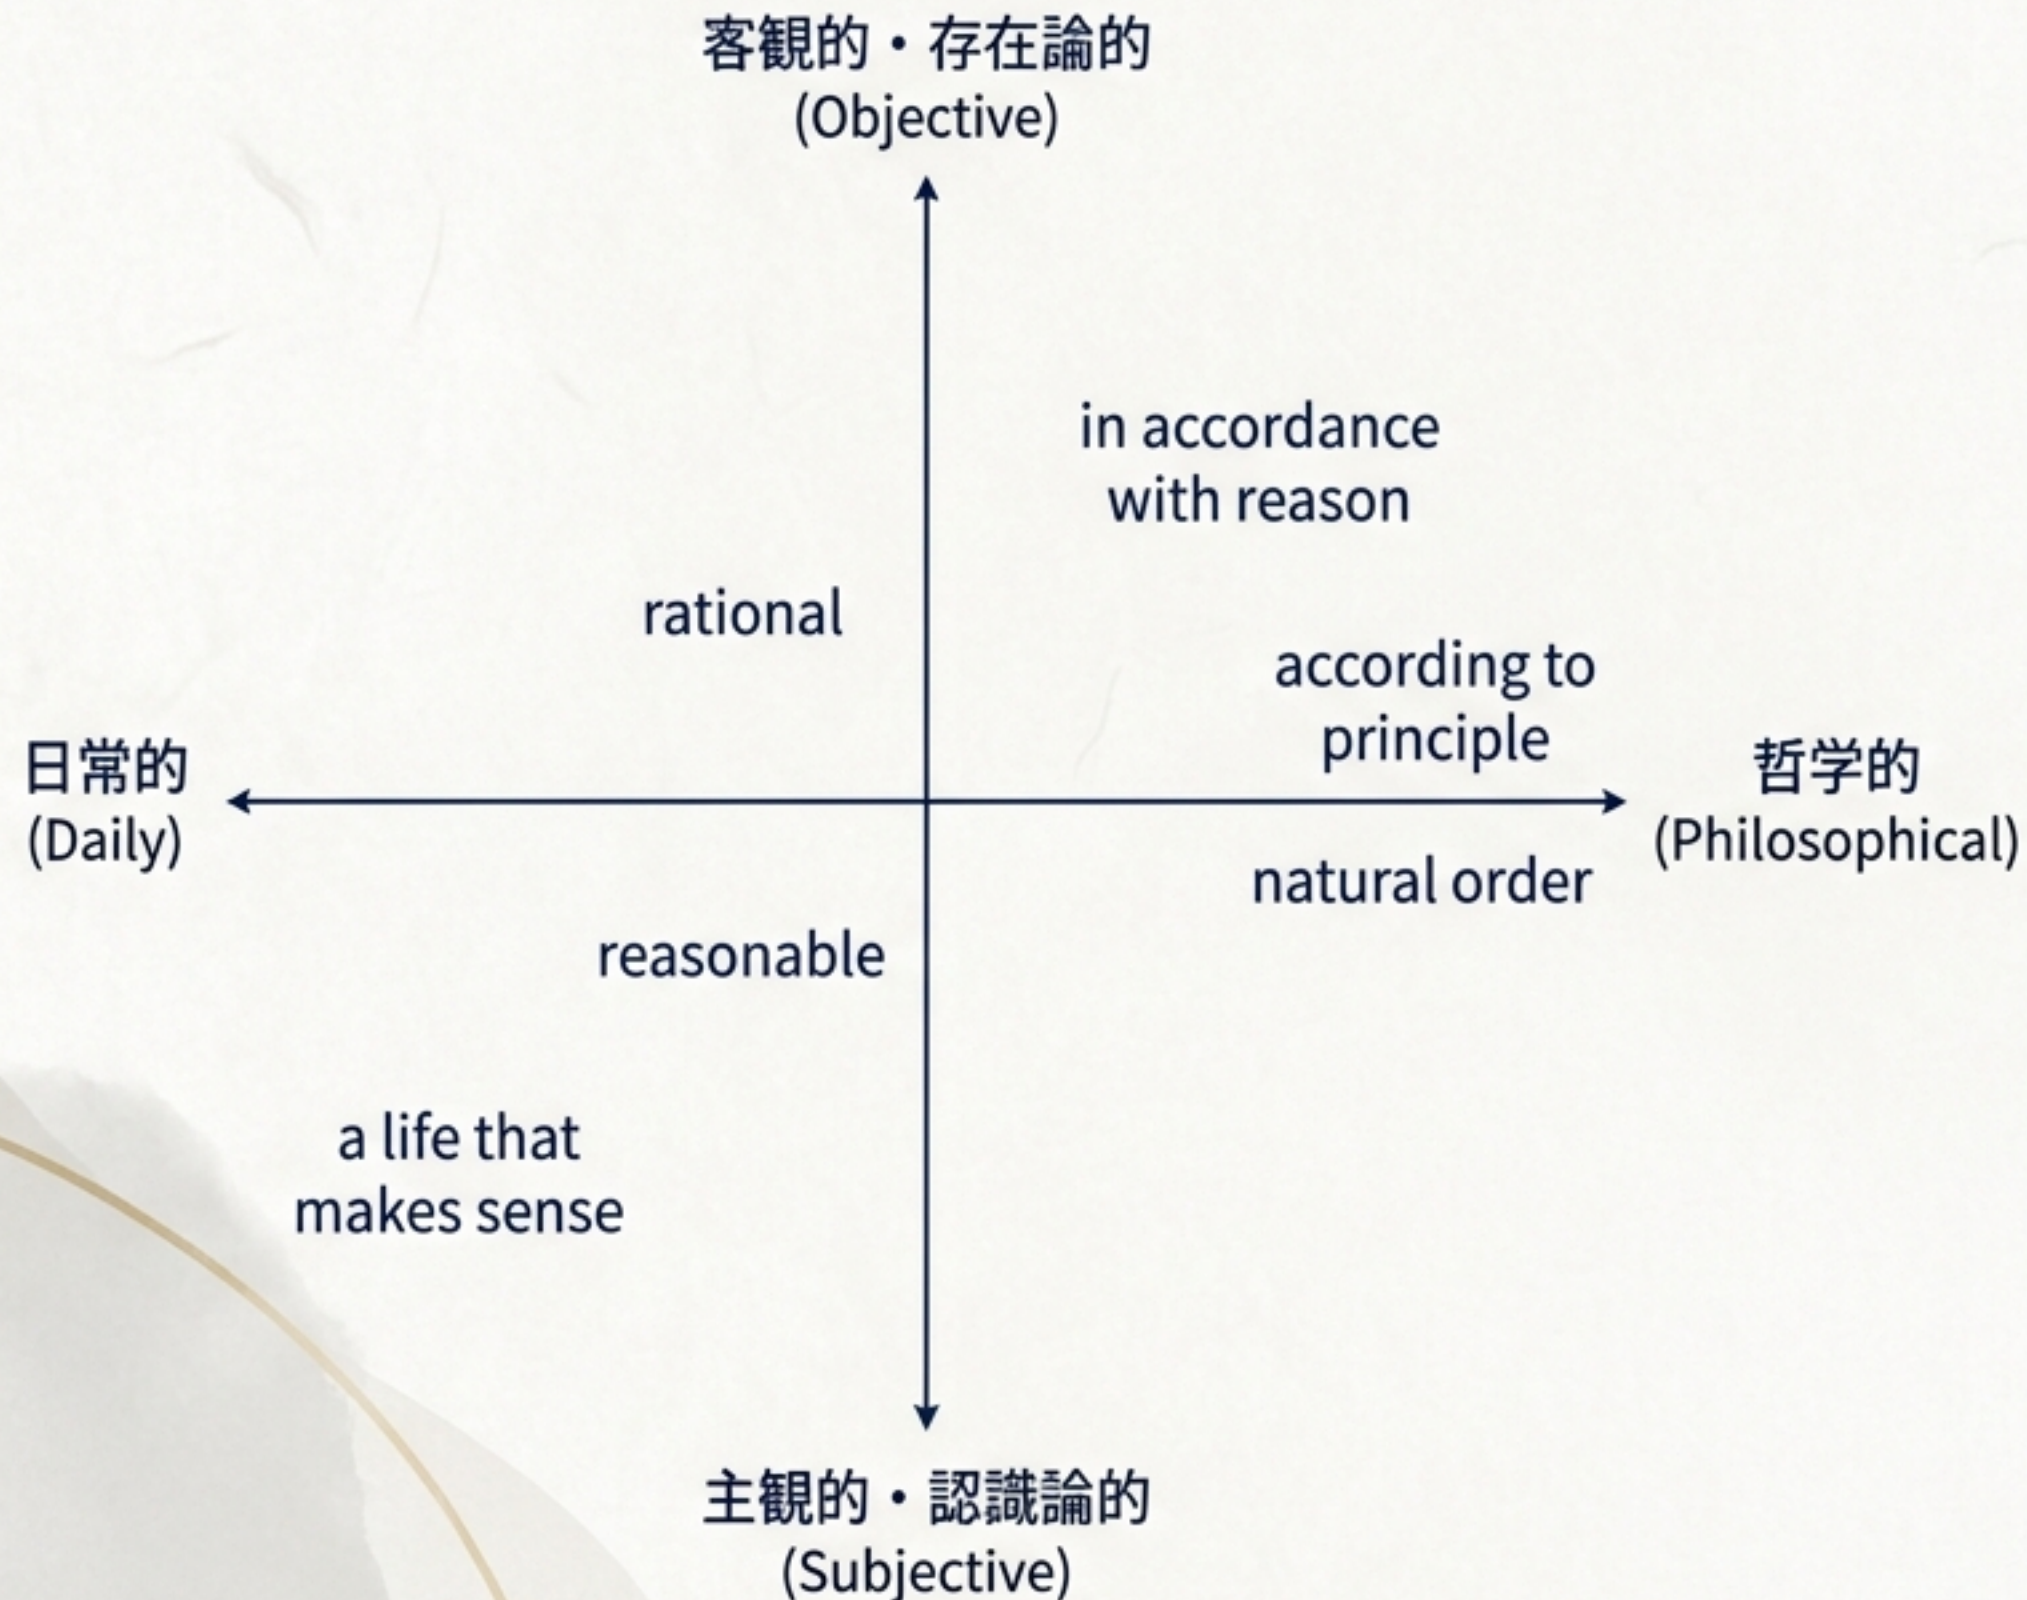 客観的・存在論的
(Objective)
in accordance
with reason
rational
according to
principle
日常的
(Daily)
哲学的
(Philosophical)
natural order
reasonable
a life that
makes sense
主観的・認識論的
(Subjective)